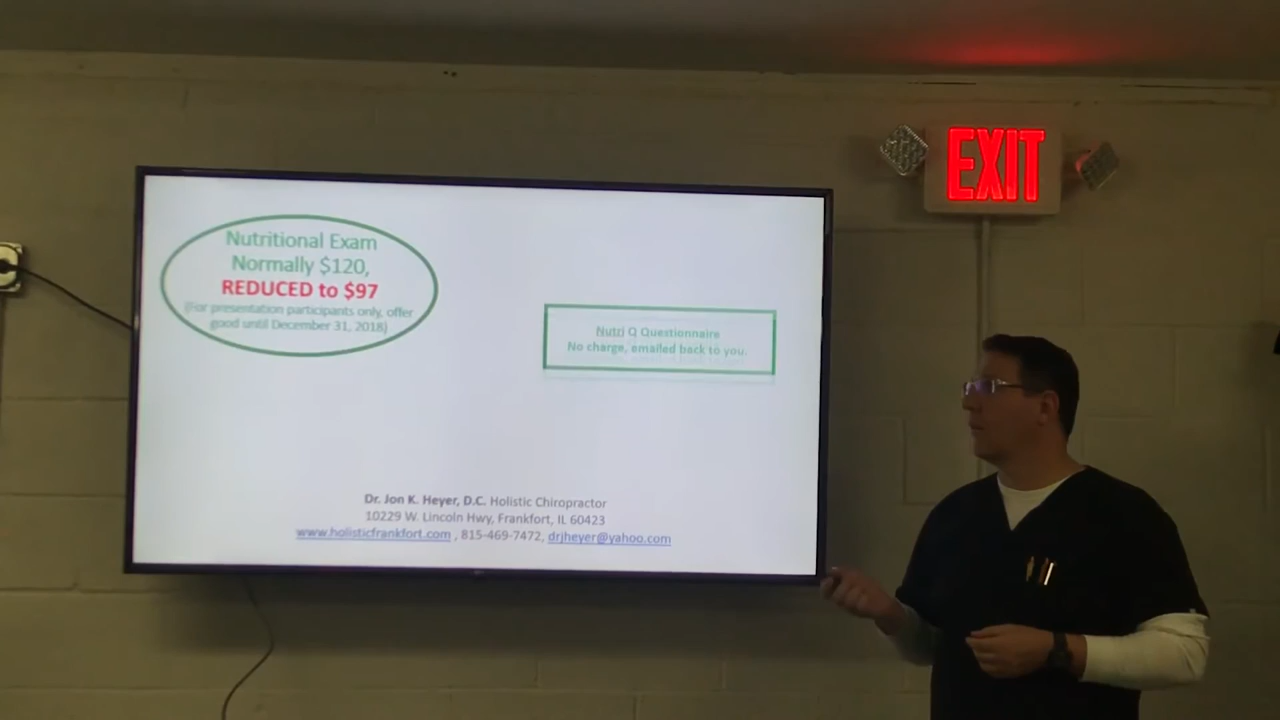 Nutritional Exam
Normally $120,
REDUCED to $97
(For presentation participants only, offer
good until December 31, 2018)
Nutri Q Questionnaire
No charge, emailed back to you.
Dr. Jon K. Heyer, D.C. Holistic Chiropractor
10229 W. Lincoln Hwy, Frankfort, IL 60423
www.holisticfrankfort.com , 815-469-7472, drjheyer@yahoo.com
EXIT